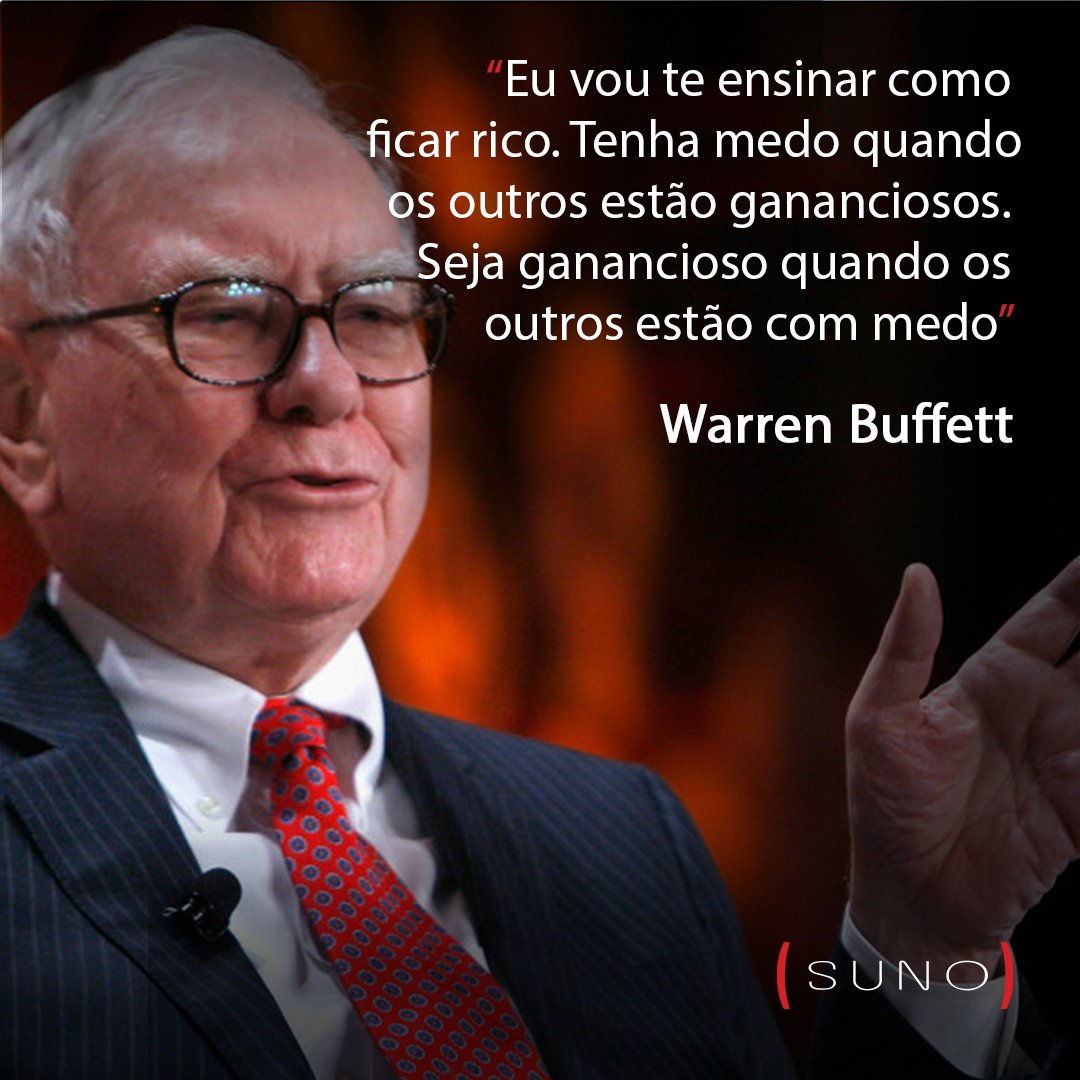 “Eu vou te ensinar como
ficar rico. Tenha medo quando
os outros estão gananciosos.
Seja ganancioso quando os
outros estão com medo”
Warren Buffett
(SUNO)